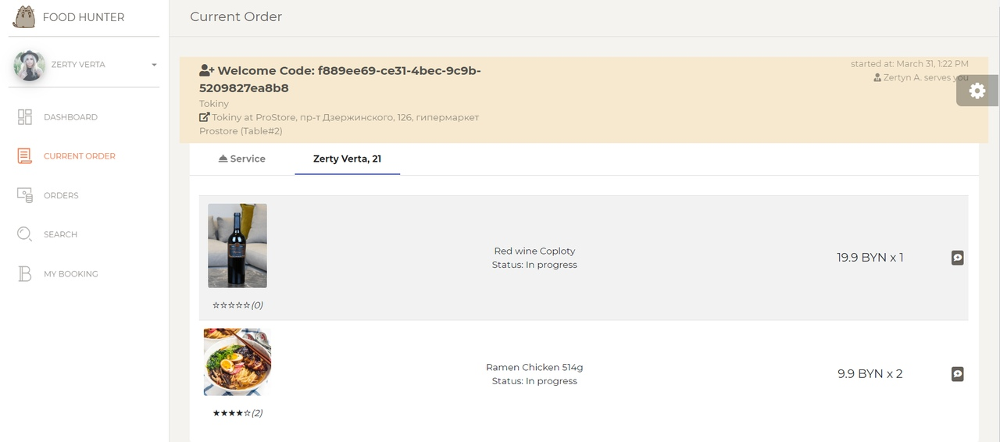 FOOD HUNTER
Current Order
ZERTY VERTA
DASHBOARD
CURRENT ORDER
ORDERS
SEARCH
MY BOOKING
Welcome Code: f889ee69-ce31-4bec-9c9b-
5209827ea8b8
Tokiny
Tokiny at ProStore, пр-т Дзержинского, 126, гипермаркет
Prostore (Table#2)
started at: March 31, 1:22 PM
Zertyn A. serves you
Service
Zerty Verta, 21
Red wine Coploty
Status: In progress
19.9 BYN x 1
☆☆☆☆☆(0)
Ramen Chicken 514g
Status: In progress
9.9 BYN x 2
★★★★☆(2)